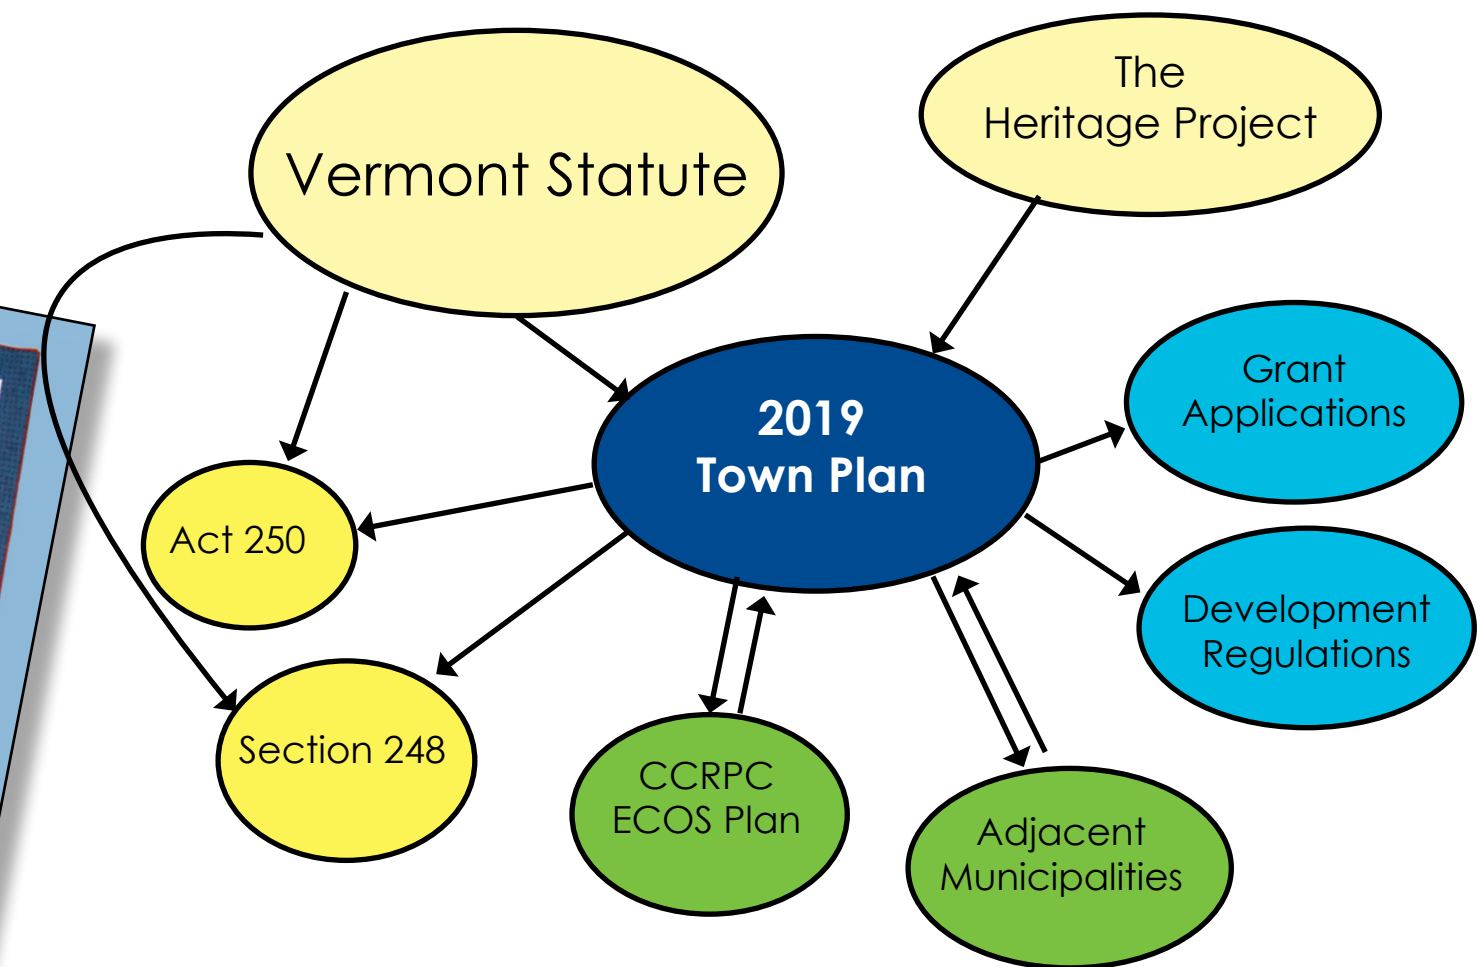 The
Heritage Project
Vermont Statute
Grant
Applications
2019
Town Plan
Act 250
Development
Regulations
Section 248
CCRPC
ECOS Plan
Adjacent
Municipalities